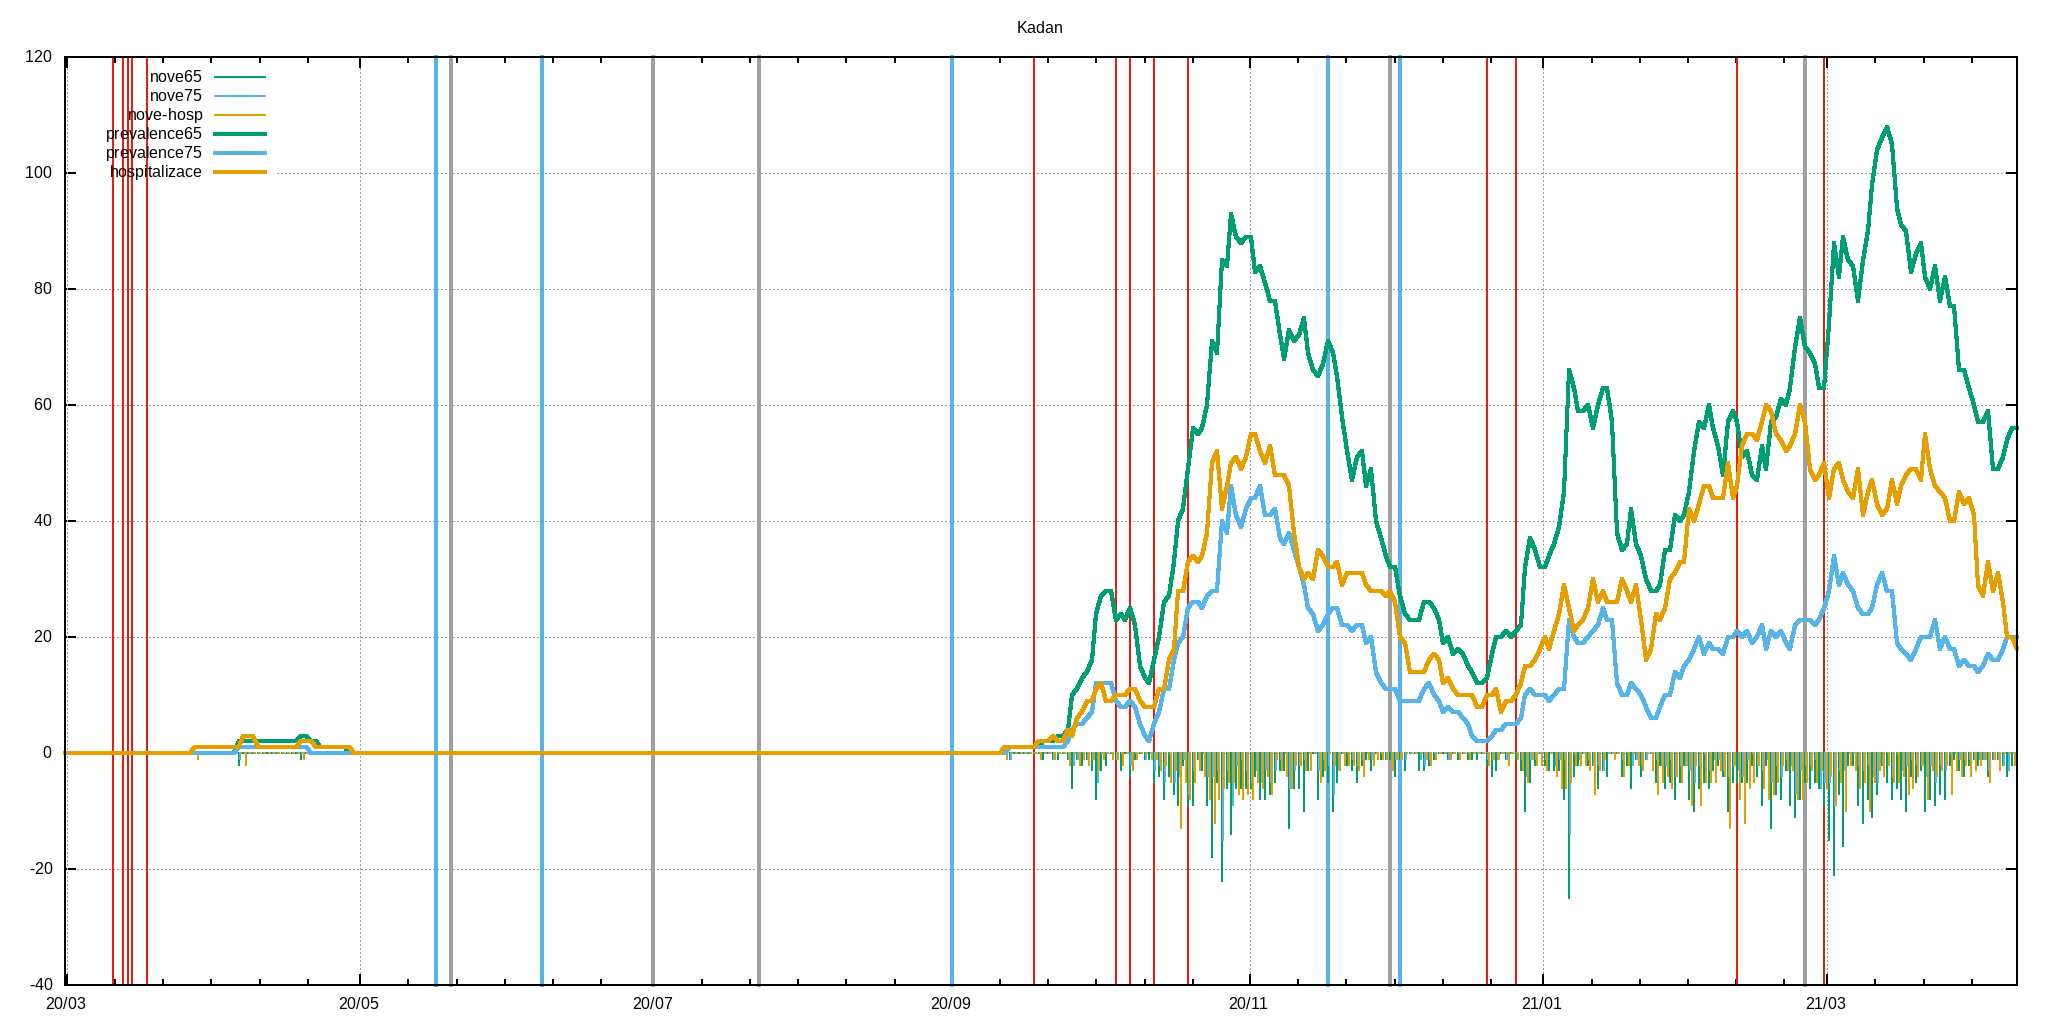 Kadan
120
100
80
60
40
20
0
-20
-40
nove65
nove75
nove-hosp
prevalence65
prevalence75
hospitalizace
20/03 20/05 20/07 20/09 20/11 21/01 21/03